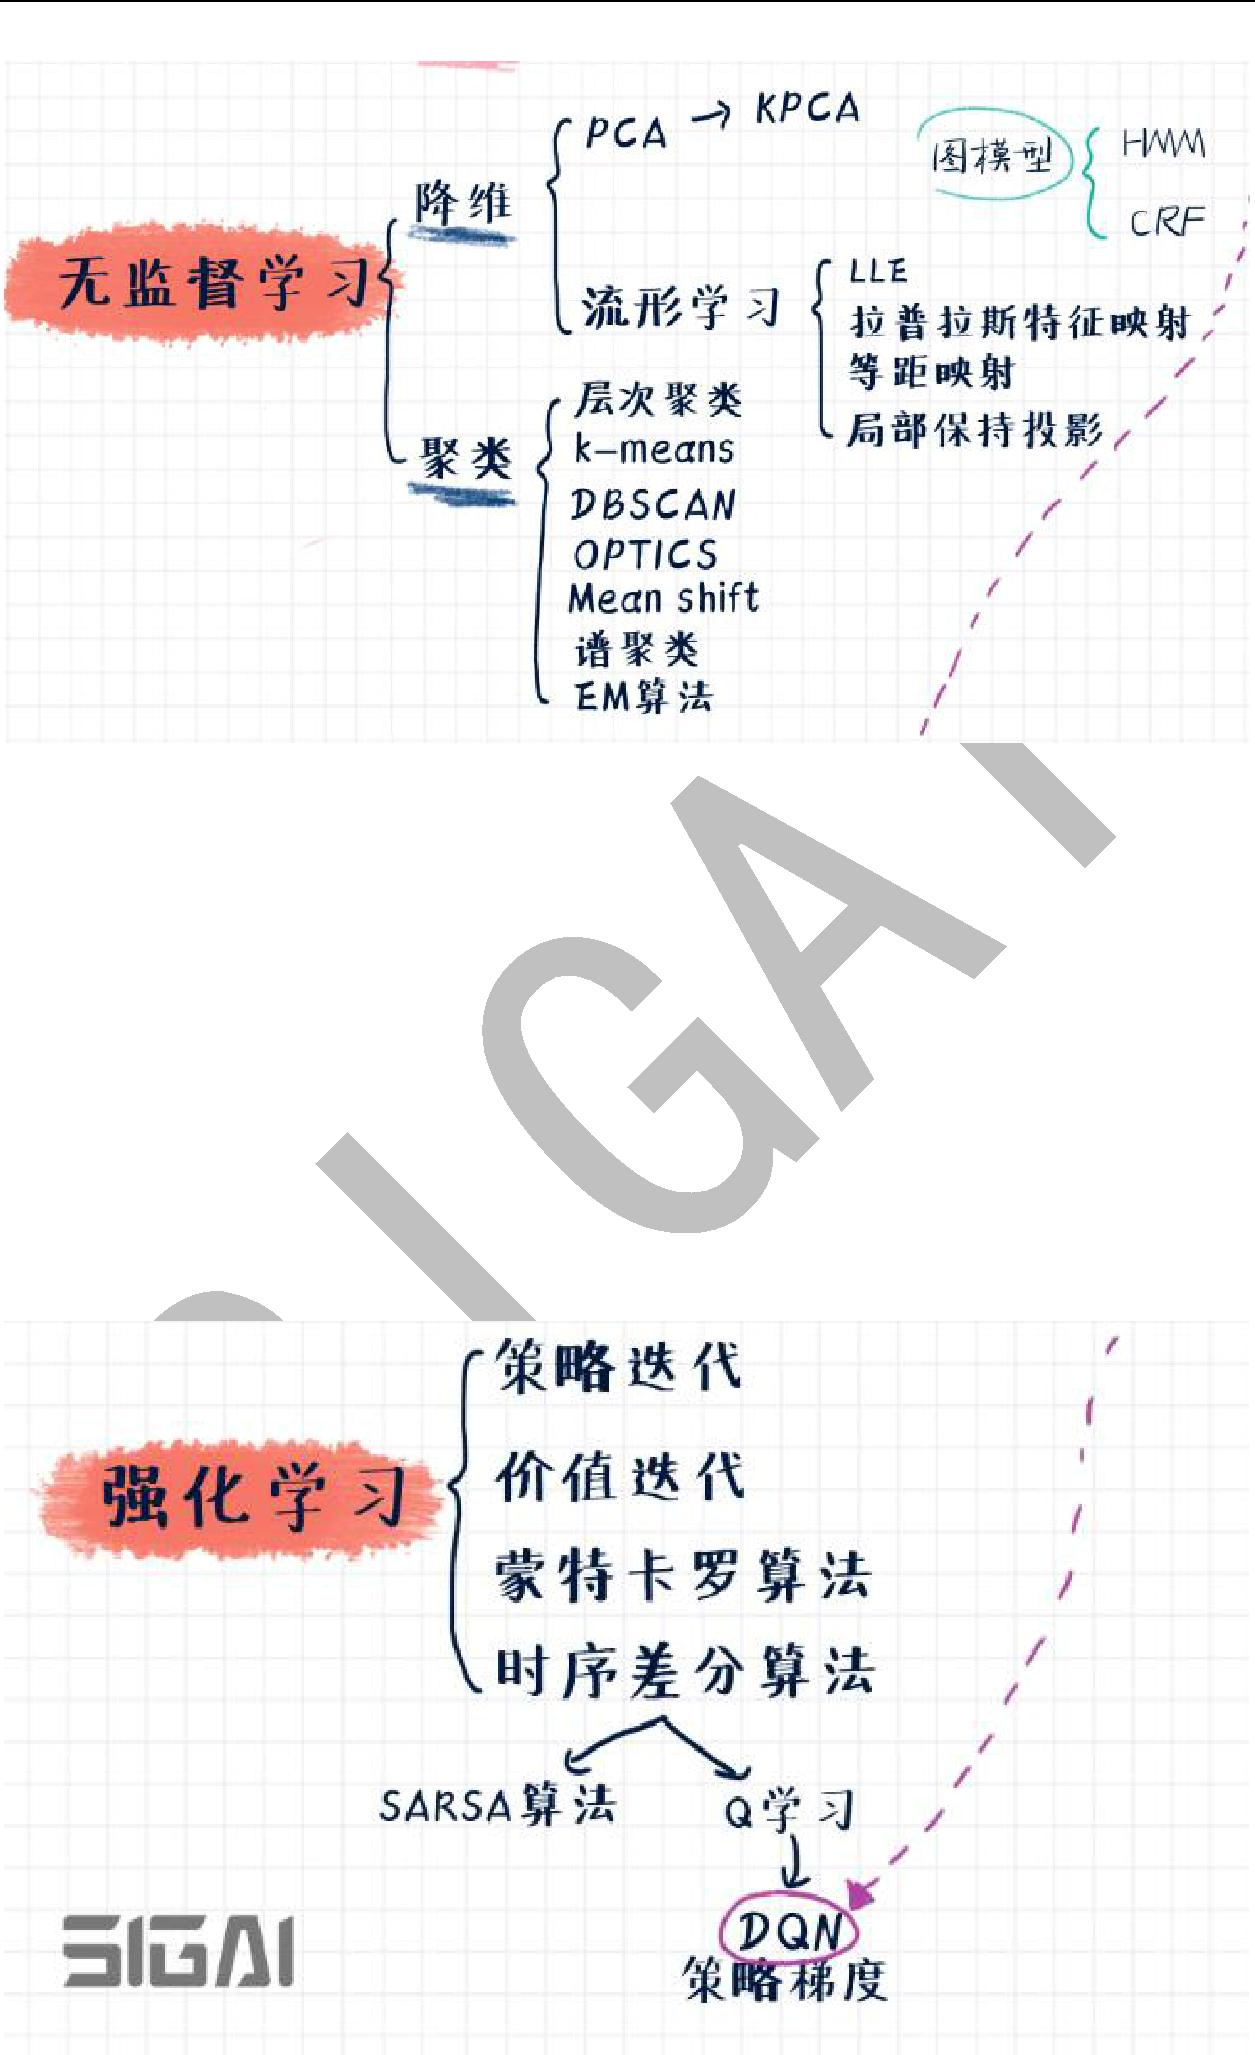 PCA → KPCA
图模型
HMM
CRF
降维
无监督学习
流形学习
LLE
拉普拉斯特征映射
等距映射
局部保持投影
聚类
层次聚类
k-means
DBSCAN
OPTICS
Mean shift
谱聚类
EM算法
SIGAI
强化学习
策略迭代
价值迭代
蒙特卡罗算法
时序差分算法
SARSA算法
Q学习
DQN
策略梯度
SIGAI